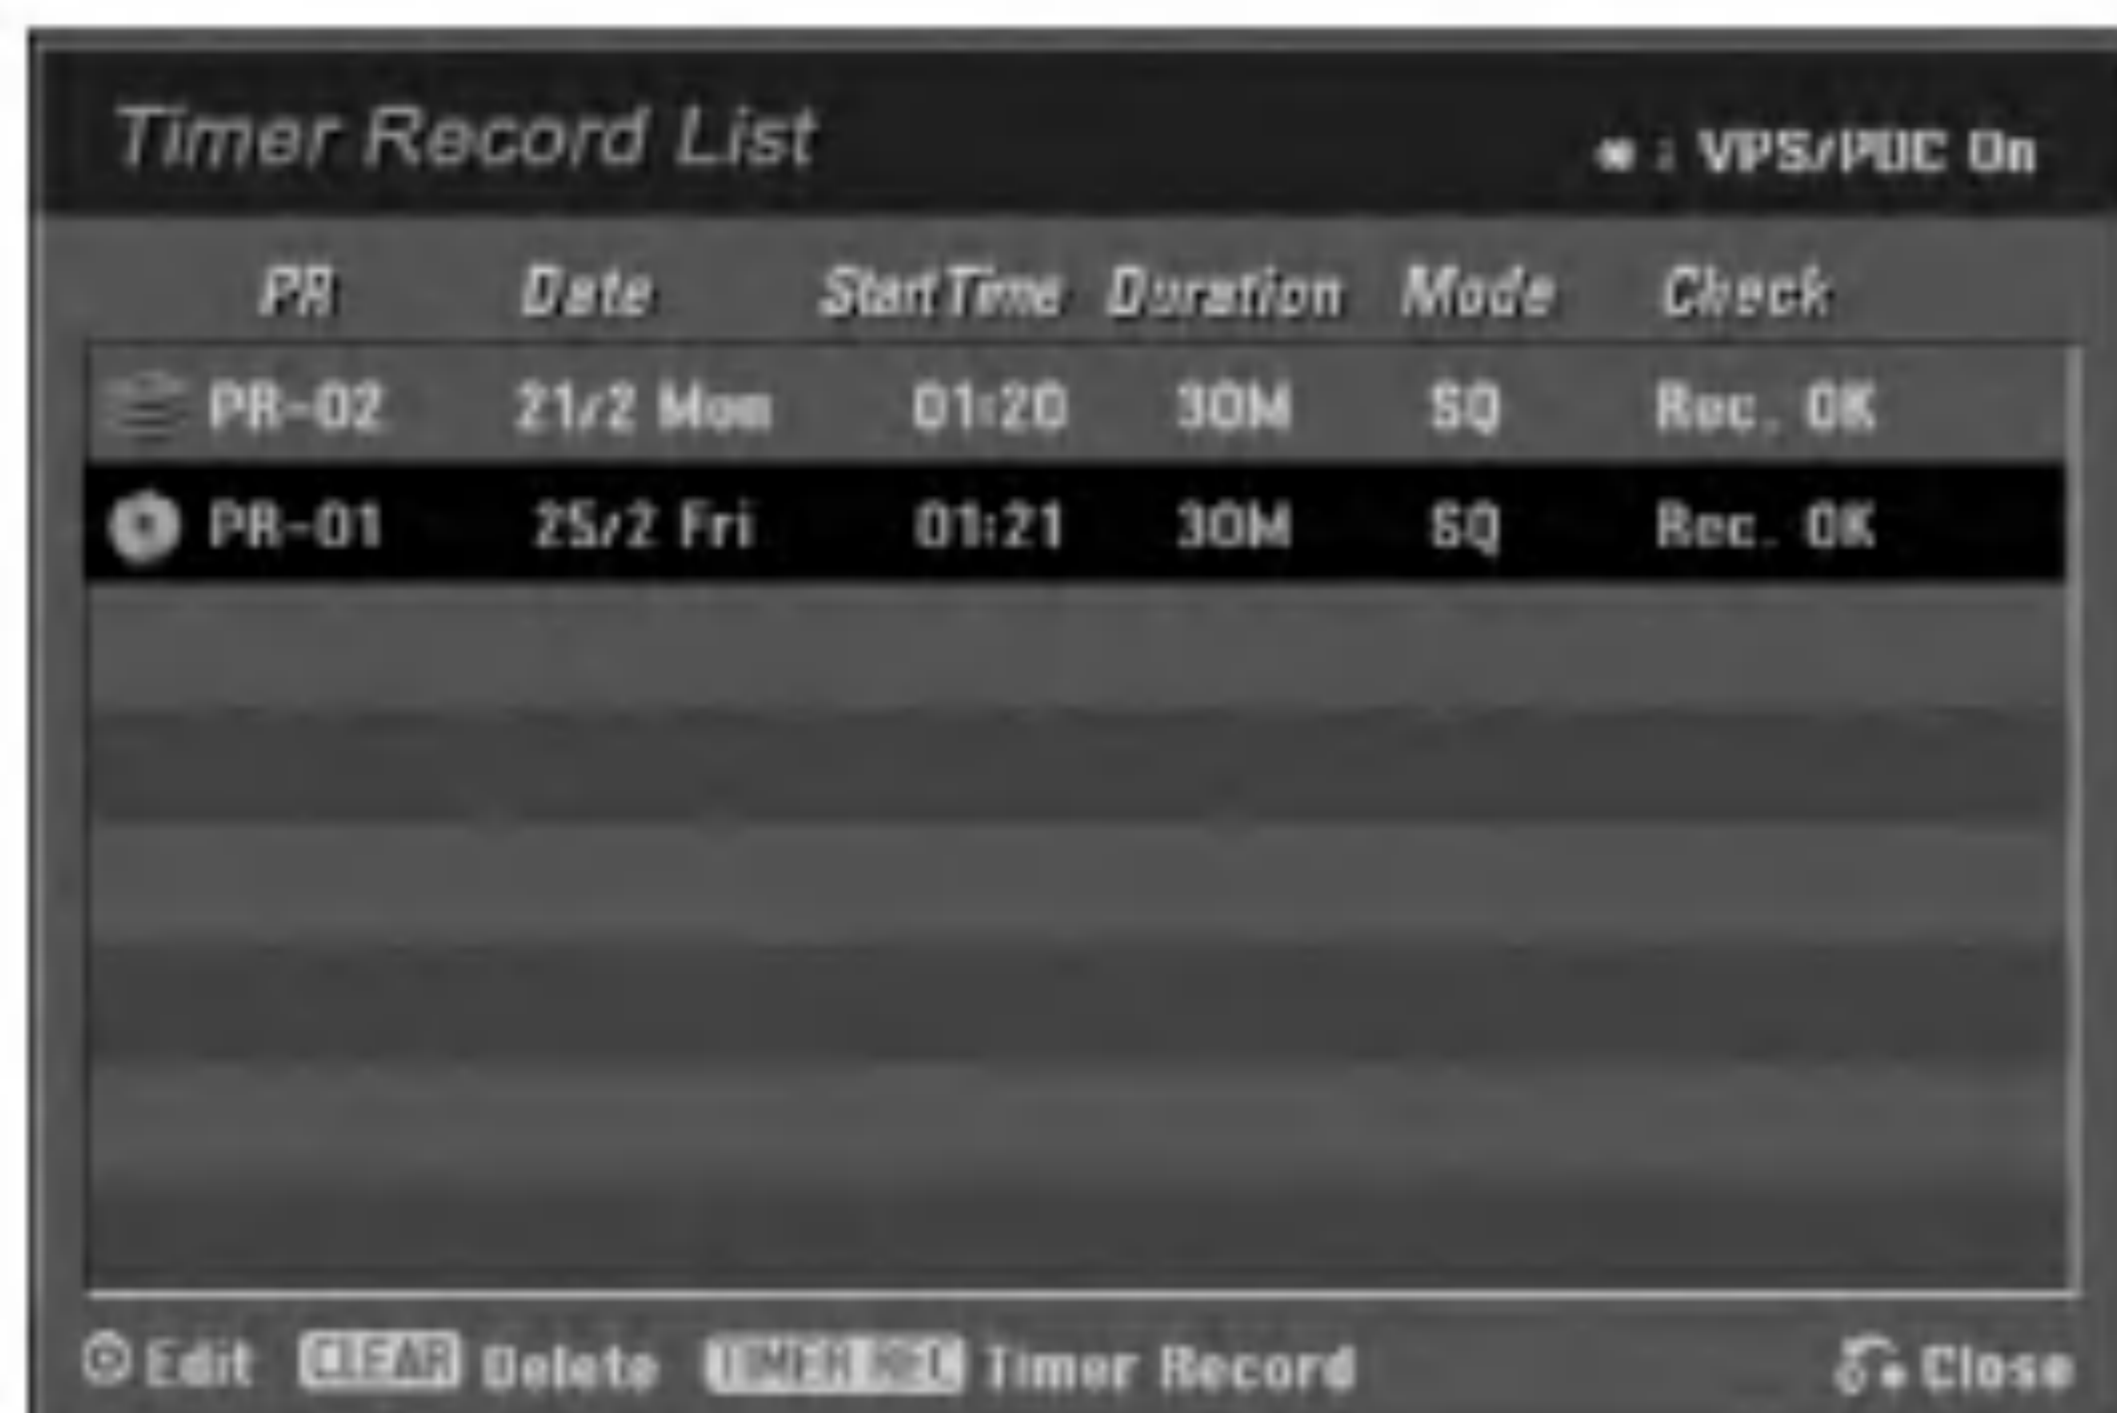 Timer Record List
: VPS/PDC On
PR Date Start Time Duration Mode Check
PR-02 21/2 Mon 01:20 30M SQ Rec. OK
PR-01 25/2 Fri 01:21 30M SQ Rec. OK
Edit CLEAR Delete TIMER REC Timer Record Close